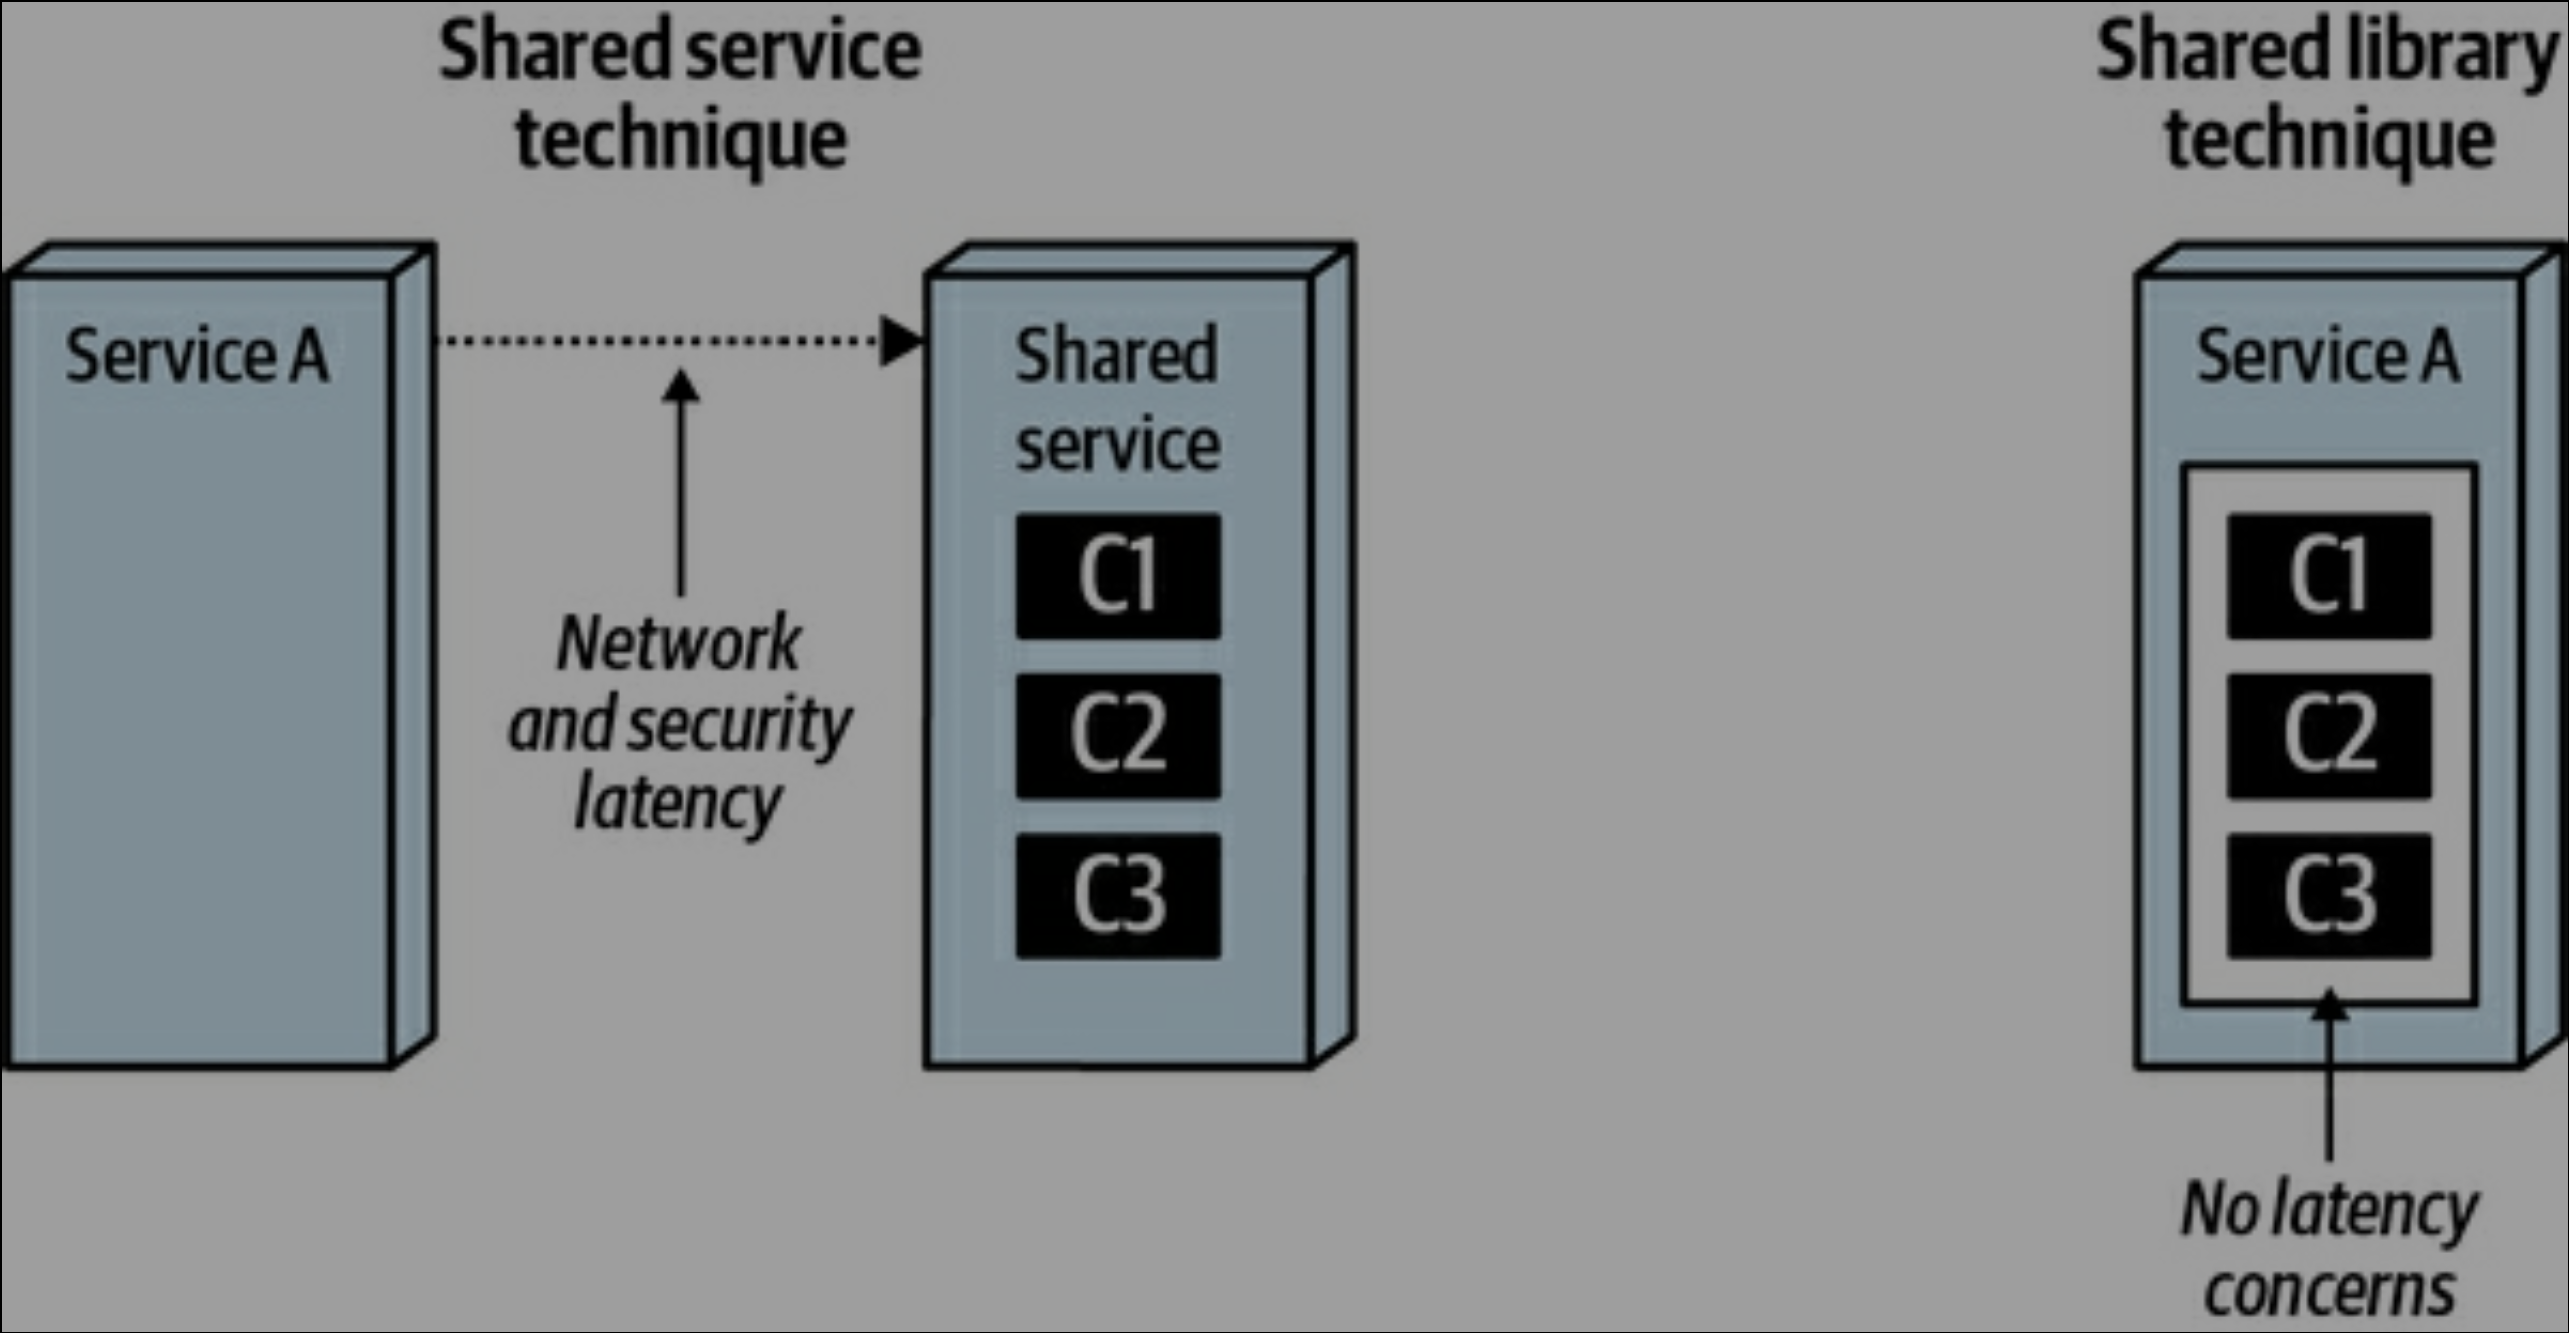 Shared service
technique
Service A
Network
and security
latency
Shared
service
C1
C2
C3
Shared library
technique
Service A
C1
C2
C3
No latency
concerns